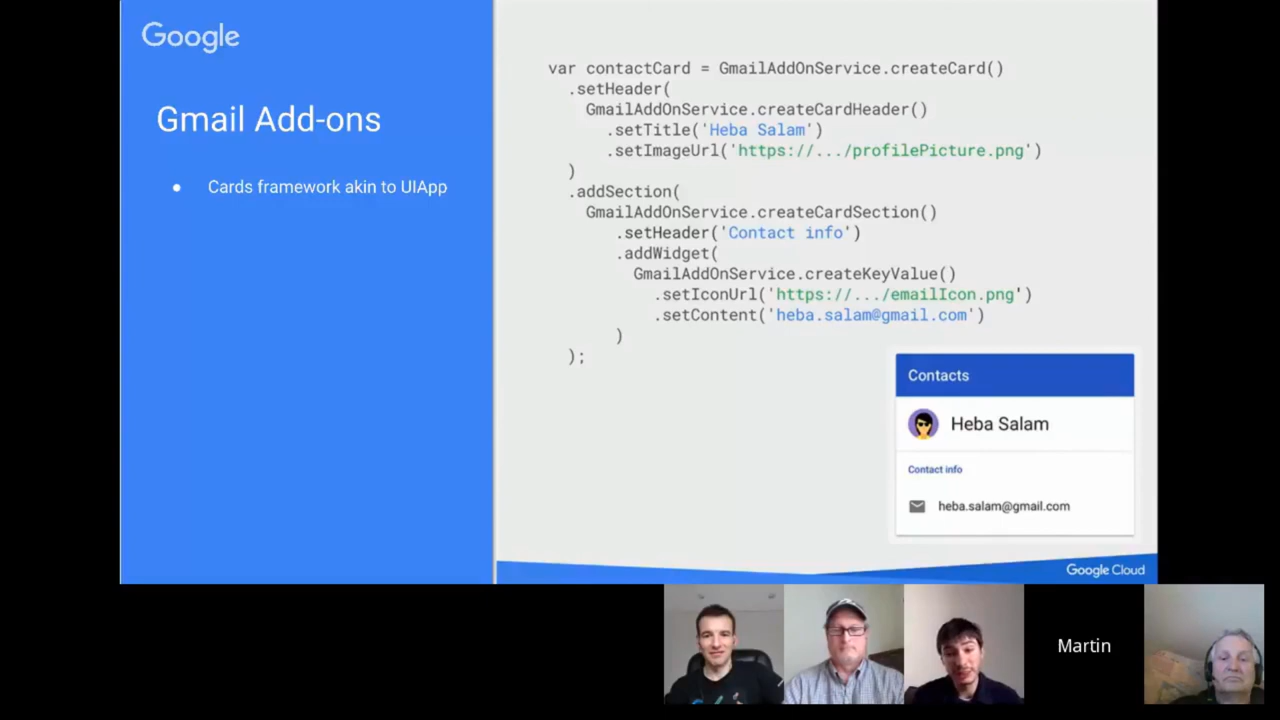 Google
Gmail Add-ons
● Cards framework akin to UIApp
var contactCard = GmailAddOnService.createCard()
.setHeader(
GmailAddOnService.createCardHeader()
.setTitle('Heba Salam')
.setImageUrl('https://.../profilePicture.png')
)
.addSection(
GmailAddOnService.createCardSection()
.setHeader('Contact info')
.addWidget(
GmailAddOnService.createKeyValue()
.setIconUrl('https://.../emailIcon.png')
.setContent('heba.salam@gmail.com')
)
);
Contacts
Heba Salam
Contact info
heba.salam@gmail.com
Google Cloud
Martin